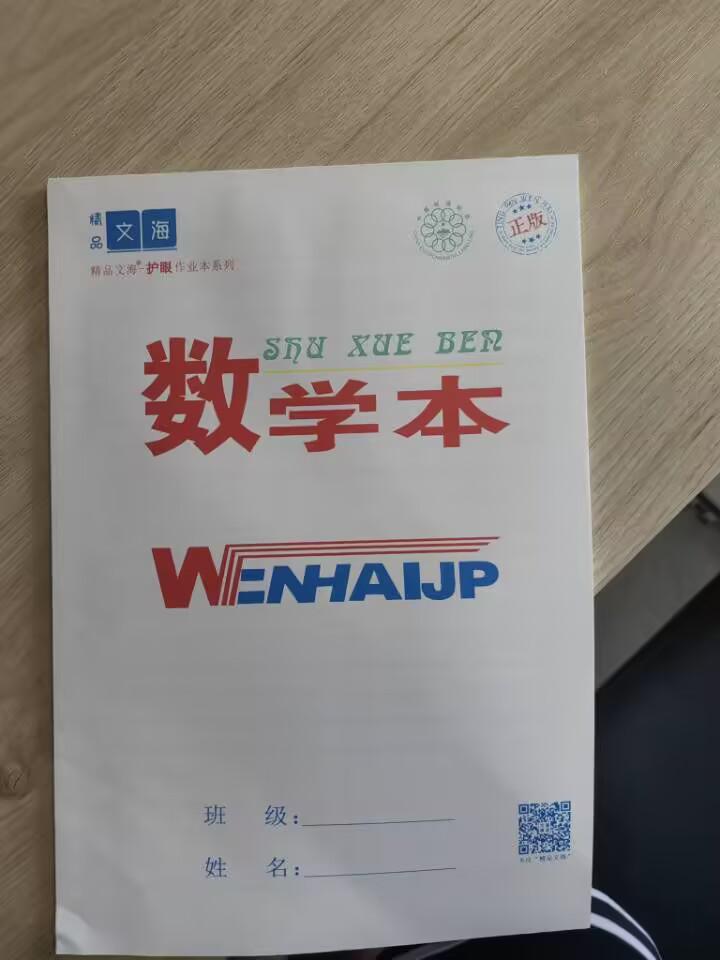 精品 文海
精品文海®-护眼作业本系列
正版
SHU XUE BEN
数学本
WENHAIJP
班 级:
姓 名: